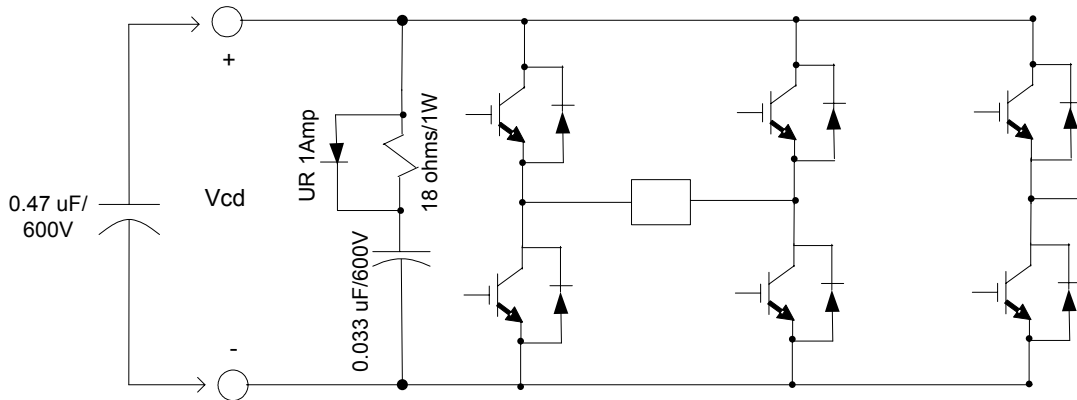 +
0.47 uF/
600V
Vcd
UR 1Amp
18 ohms/1W
0.033 uF/600V
-